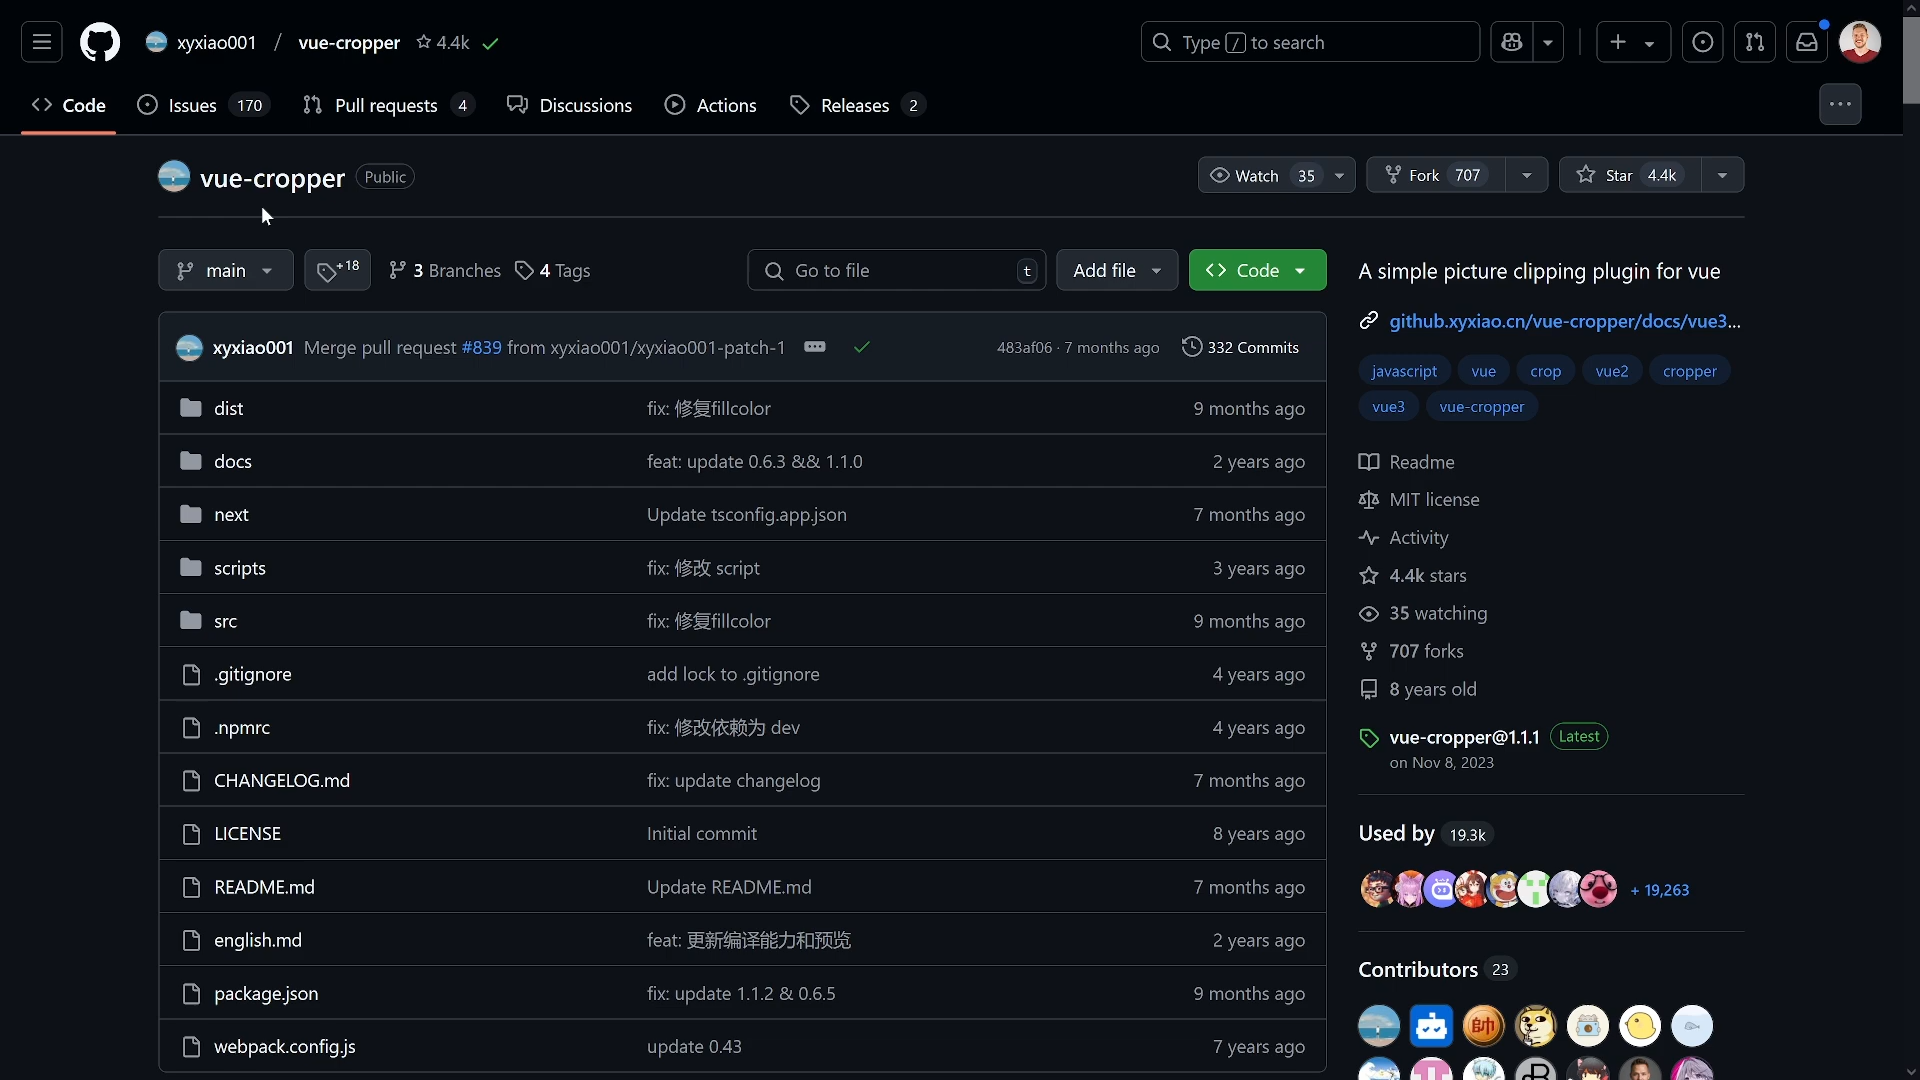 xyxiao001 / vue-cropper 4.4k
Type / to search
Code Issues 170 Pull requests 4 Discussions Actions Releases 2
vue-cropper Public
Watch 35 Fork 707 Star 4.4k
main +18 3 Branches 4 Tags Go to file t Add file Code
xyxiao001 Merge pull request #839 from xyxiao001/xyxiao001-patch-1 483af06 · 7 months ago 332 Commits
dist fix: 修复fillcolor 9 months ago
docs feat: update 0.6.3 && 1.1.0 2 years ago
next Update tsconfig.app.json 7 months ago
scripts fix: 修改 script 3 years ago
src fix: 修复fillcolor 9 months ago
.gitignore add lock to .gitignore 4 years ago
.npmrc fix: 修改依赖为 dev 4 years ago
CHANGELOG.md fix: update changelog 7 months ago
LICENSE Initial commit 8 years ago
README.md Update README.md 7 months ago
english.md feat: 更新编译能力和预览 2 years ago
package.json fix: update 1.1.2 & 0.6.5 9 months ago
webpack.config.js update 0.43 7 years ago
A simple picture clipping plugin for vue
github.xyxiao.cn/vue-cropper/docs/vue3...
javascript vue crop vue2 cropper
vue3 vue-cropper
Readme
MIT license
Activity
4.4k stars
35 watching
707 forks
8 years old
vue-cropper@1.1.1 Latest
on Nov 8, 2023
Used by 19.3k
+ 19,263
Contributors 23
帥
B